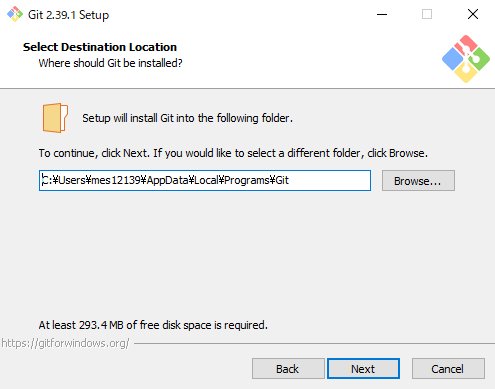 Git 2.39.1 Setup
Select Destination Location
Where should Git be installed?
Setup will install Git into the following folder.
To continue, click Next. If you would like to select a different folder, click Browse.
C:¥Users¥mes12139¥AppData¥Local¥Programs¥Git
Browse...
At least 293.4 MB of free disk space is required.
https://gitforwindows.org/
Back
Next
Cancel